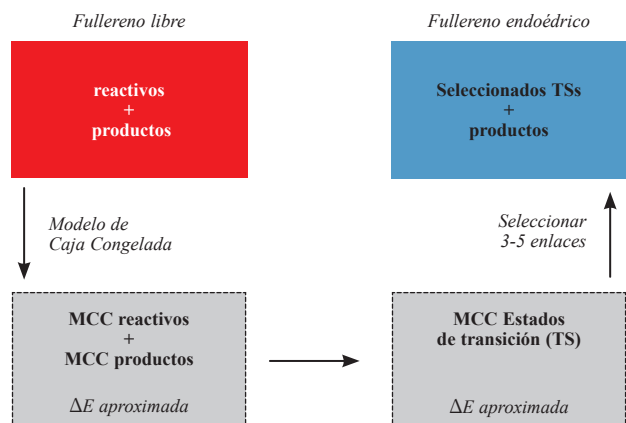 Fullereno libre
reactivos
+
productos
Modelo de
Caja Congelada
MCC reactivos
+
MCC productos
ΔE aproximada
Fullereno endoédrico
Seleccionados TSs
+
productos
Seleccionar
3-5 enlaces
MCC Estados
de transición (TS)
ΔE aproximada